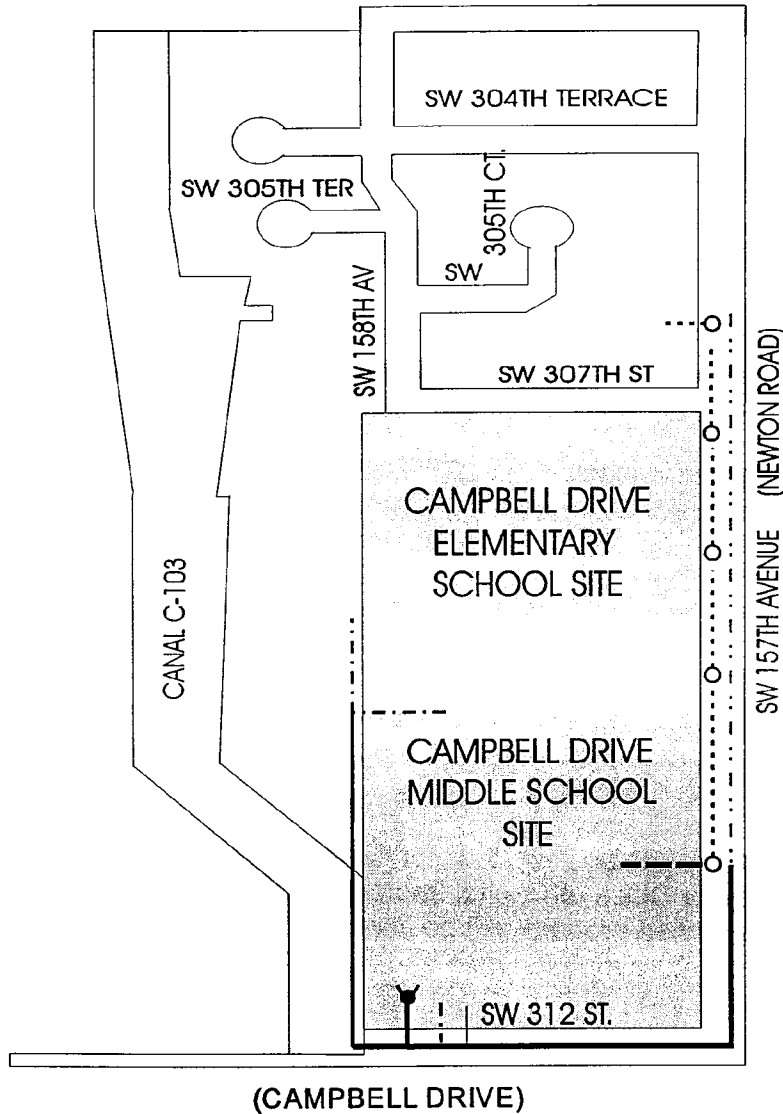 SW 304TH TERRACE
SW 305TH TER
305TH CT.
SW
SW 158TH AV
SW 307TH ST
SW 157TH AVENUE (NEWTON ROAD)
CAMPBELL DRIVE
ELEMENTARY
SCHOOL SITE
CANAL C-103
CAMPBELL DRIVE
MIDDLE SCHOOL
SITE
SW 312 ST.
(CAMPBELL DRIVE)